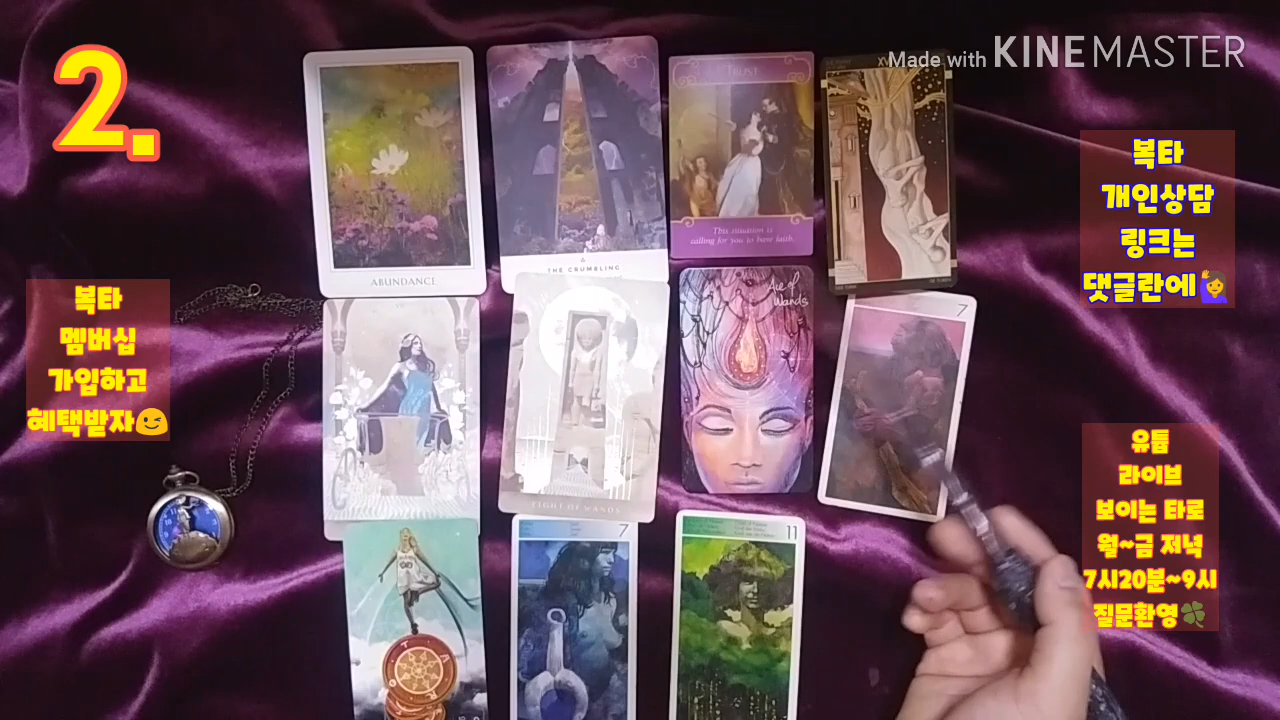 2.
Made with KINEMASTER
복타
개인상담
링크는
댓글란에🙋‍♀️
복타
멤버십
가입하고
혜택받자😆
유튭
라이브
보이는 타로
월~금 저녁
7시20분~9시
질문환영🍀
ABUNDANCE
THE CRUMBLING
TRUST
This situation is
calling for you to have faith.
Ace of
Wands
7
EIGHT OF WANDS
7
11